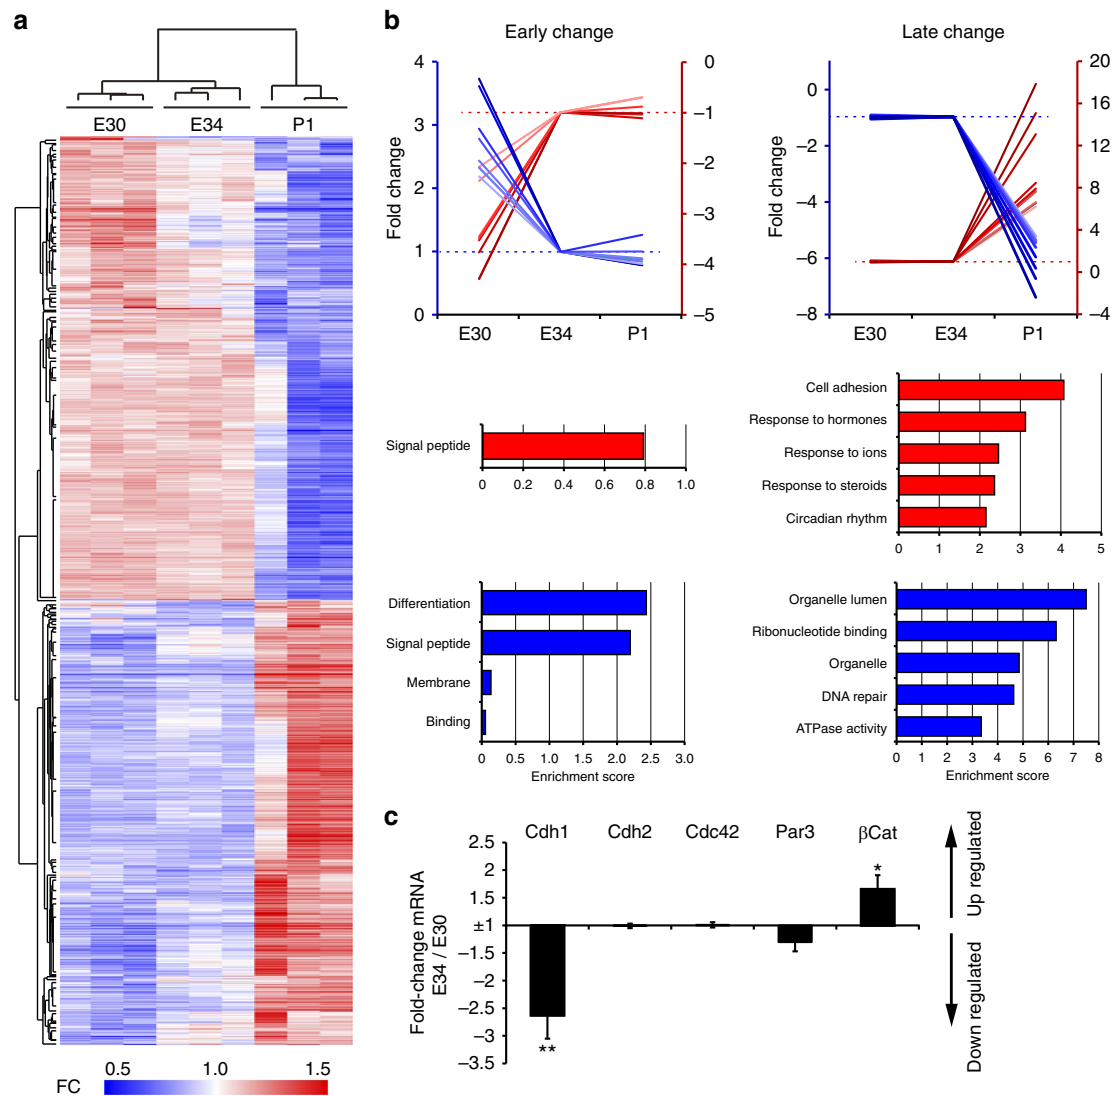 a
E30 E34 P1
FC
0.5 1.0 1.5
b
Early change
Fold change
4
3
2
1
0
0
−1
−2
−3
−4
−5
E30 E34 P1
Late change
Fold change
0
−2
−4
−6
−8
20
16
12
8
4
0
−4
E30 E34 P1
Signal peptide
0 0.2 0.4 0.6 0.8 1.0
Cell adhesion
Response to hormones
Response to ions
Response to steroids
Circadian rhythm
0 1 2 3 4 5
Differentiation
Signal peptide
Membrane
Binding
0 0.5 1.0 1.5 2.0 2.5 3.0
Enrichment score
Organelle lumen
Ribonucleotide binding
Organelle
DNA repair
ATPase activity
0 1 2 3 4 5 6 7 8
Enrichment score
c
Cdh1 Cdh2 Cdc42 Par3 βCat
Fold-change mRNA
E34 / E30
2.5
2
1.5
±1
−1.5
−2
−2.5
−3
−3.5
**
*
Up regulated
Down regulated